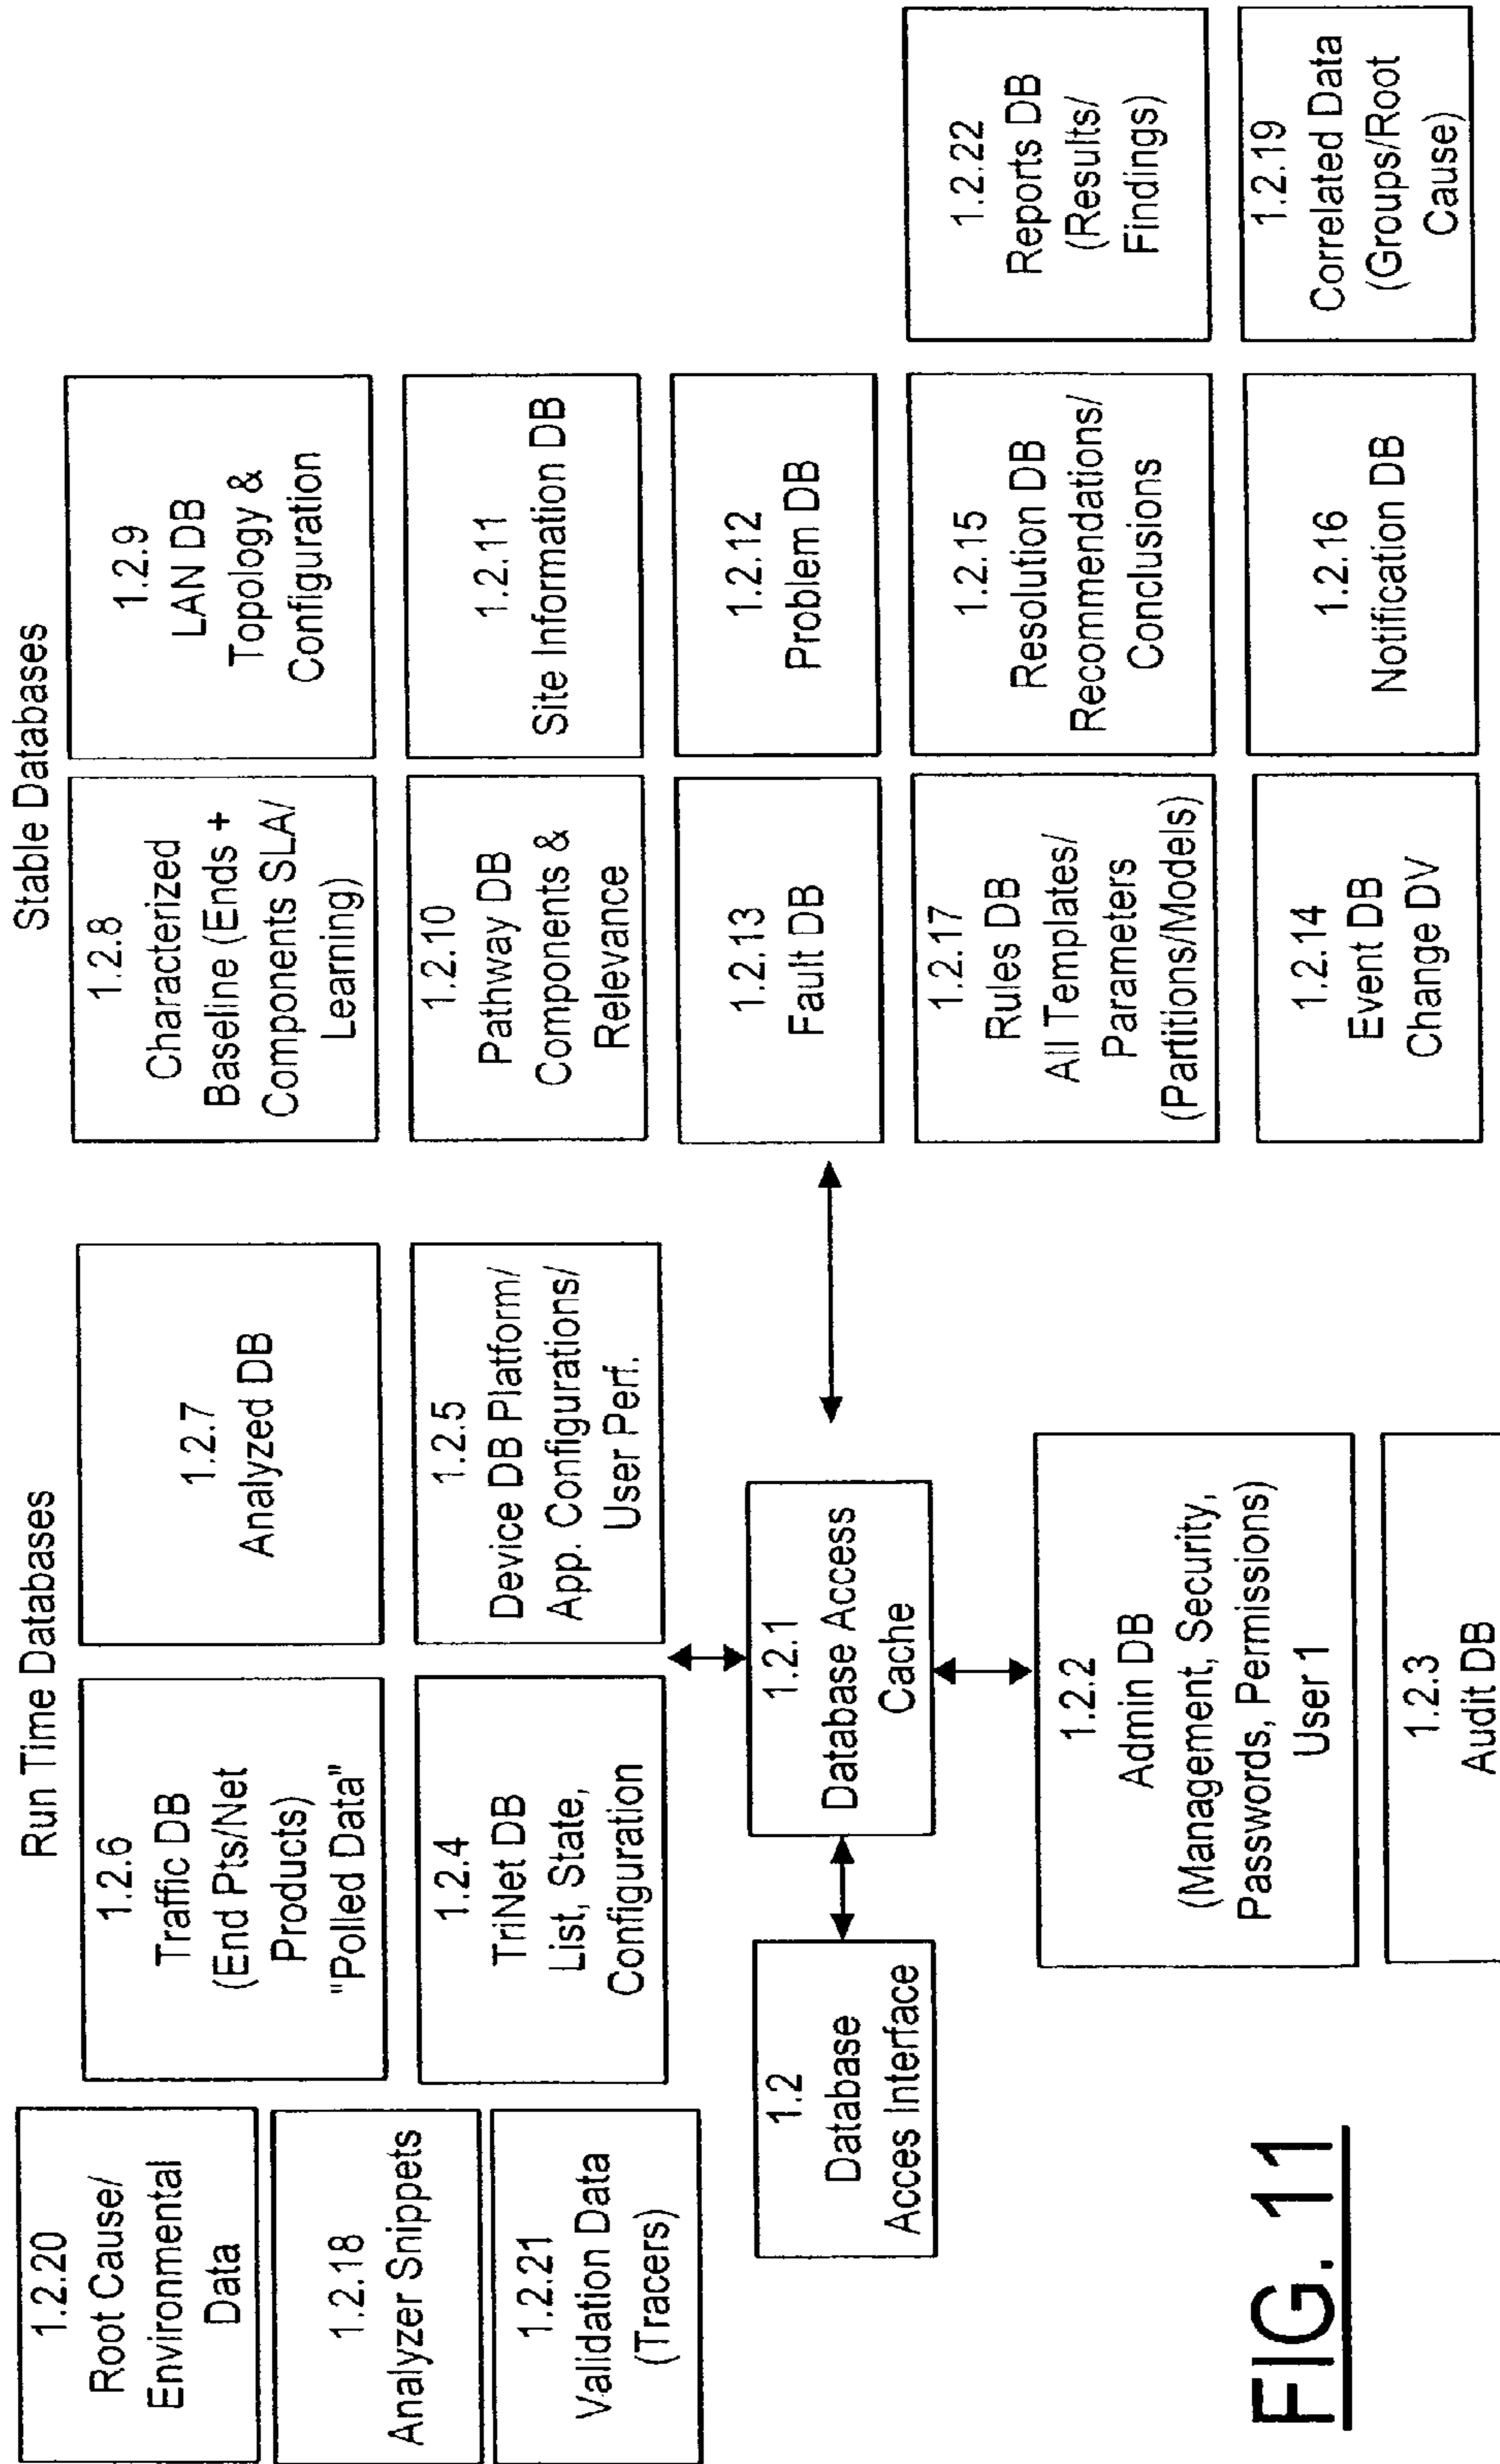 Run Time Databases
Stable Databases
1.2.20
Root Cause/
Environmental
Data
1.2.18
Analyzer Snippets
1.2.21
Validation Data
(Tracers)
1.2.6
Traffic DB
(End Pts/Net
Products)
"Polled Data"
1.2.7
Analyzed DB
1.2.4
TriNet DB
List, State,
Configuration
1.2.5
Device DB Platform/
App. Configurations/
User Perf.
1.2
Database
Acces Interface
1.2.1
Database Access
Cache
1.2.2
Admin DB
(Management, Security,
Passwords, Permissions)
User 1
1.2.3
Audit DB
1.2.8
Characterized
Baseline (Ends +
Components SLA/
Learning)
1.2.9
LAN DB
Topology &
Configuration
1.2.10
Pathway DB
Components &
Relevance
1.2.11
Site Information DB
1.2.13
Fault DB
1.2.12
Problem DB
1.2.17
Rules DB
All Templates/
Parameters
(Partitions/Models)
1.2.15
Resolution DB
Recommendations/
Conclusions
1.2.22
Reports DB
(Results/
Findings)
1.2.14
Event DB
Change DV
1.2.16
Notification DB
1.2.19
Correlated Data
(Groups/Root
Cause)
FIG. 11